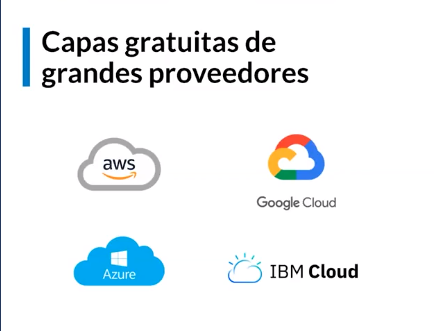 Capas gratuitas de
grandes proveedores
aws
Google Cloud
Azure
IBM Cloud